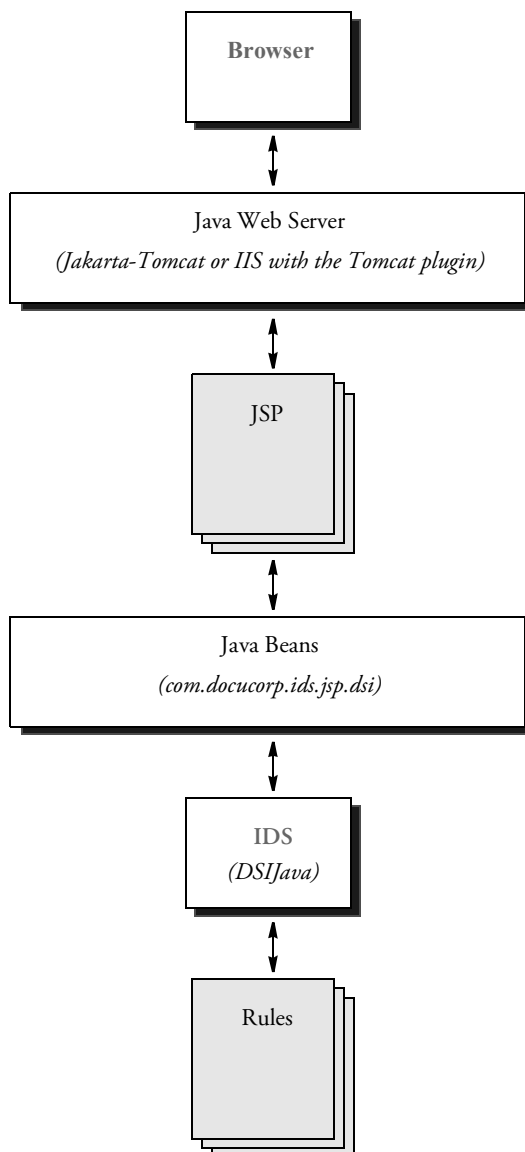 Browser
Java Web Server
(Jakarta-Tomcat or IIS with the Tomcat plugin)
JSP
Java Beans
(com.docucorp.ids.jsp.dsi)
IDS
(DSIJava)
Rules